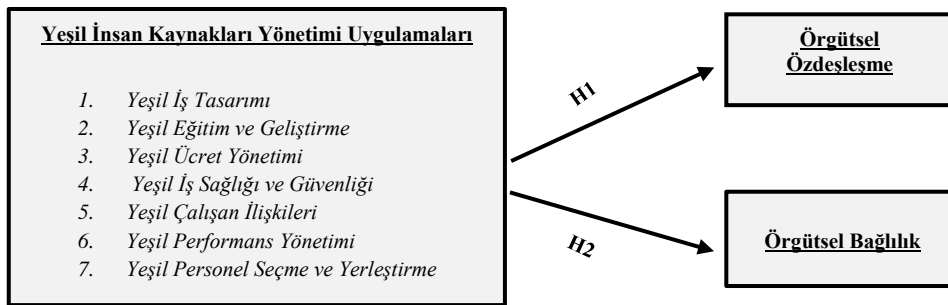 Yeşil İnsan Kaynakları Yönetimi Uygulamaları
1. Yeşil İş Tasarımı
2. Yeşil Eğitim ve Geliştirme
3. Yeşil Ücret Yönetimi
4. Yeşil İş Sağlığı ve Güvenliği
5. Yeşil Çalışan İlişkileri
6. Yeşil Performans Yönetimi
7. Yeşil Personel Seçme ve Yerleştirme
H1
H2
Örgütsel
Özdeşleşme
Örgütsel Bağlılık